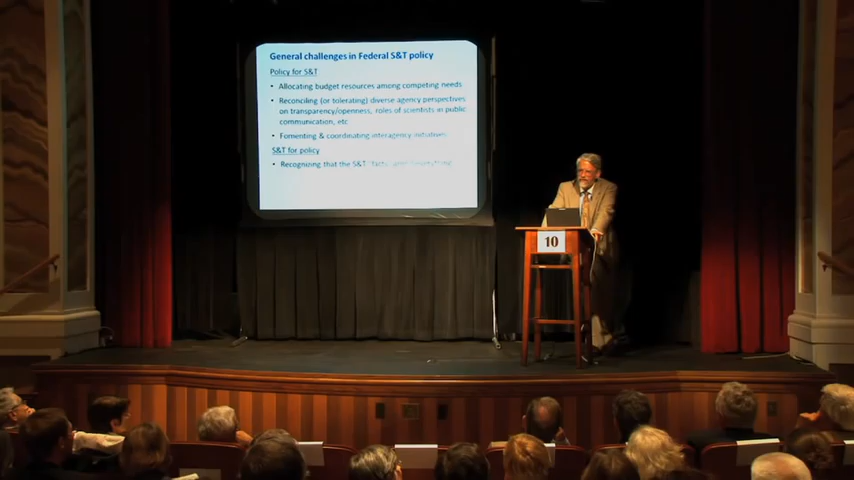 General challenges in Federal S&T policy
Policy for S&T
• Allocating budget resources among competing needs
• Reconciling (or tolerating) diverse agency perspectives
on transparency/openness, roles of scientists in public
communication, etc
• Fomenting & coordinating interagency initiatives
S&T for policy
• Recognizing that the S&T "facts
10